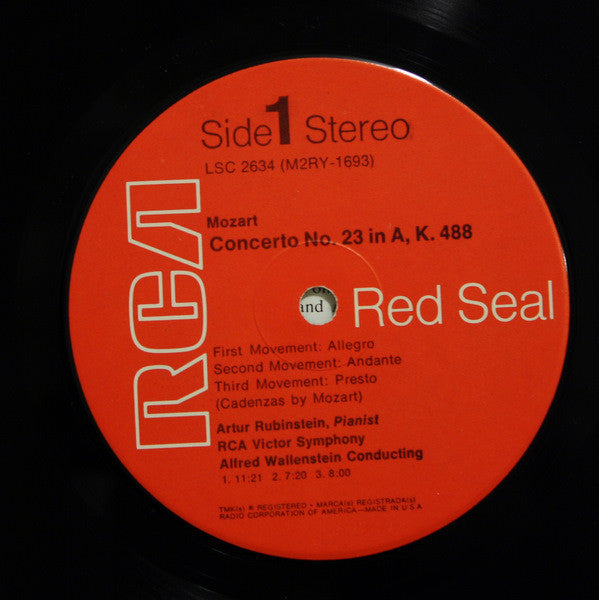 Side 1 Stereo
LSC 2634 (M2RY-1693)
RCA
Mozart
Concerto No. 23 in A, K. 488
and
Red Seal
First Movement: Allegro
Second Movement: Andante
Third Movement: Presto
(Cadenzas by Mozart)
Artur Rubinstein, Pianist
RCA Victor Symphony
Alfred Wallenstein Conducting
1. 11:21 2. 7:20 3. 8:00
TMK(s) ® REGISTERED • MARCA(s) REGISTRADA(s)
RADIO CORPORATION OF AMERICA—MADE IN U.S.A